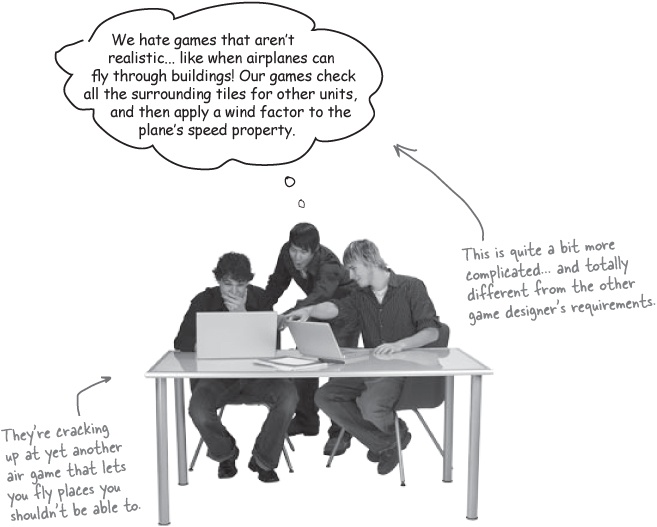 We hate games that aren't
realistic... like when airplanes can
fly through buildings! Our games check
all the surrounding tiles for other units,
and then apply a wind factor to the
plane's speed property.
This is quite a bit more
complicated... and totally
different from the other
game designer's requirements.
They're cracking
up at yet another
air game that lets
you fly places you
shouldn't be able to.